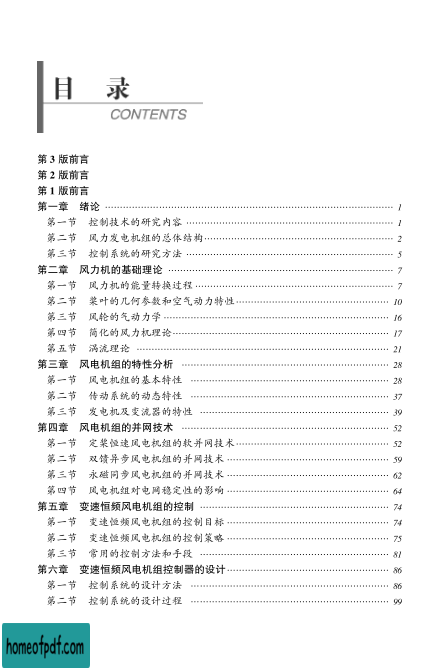 目 录
CONTENTS
第 3 版前言
第 2 版前言
第 1 版前言
第一章 绪论 …… 1
第一节 控制技术的研究内容 …… 1
第二节 风力发电机组的总体结构 …… 2
第三节 控制系统的研究方法 …… 5
第二章 风力机的基础理论 …… 7
第一节 风力机的能量转换过程 …… 7
第二节 桨叶的几何参数和空气动力特性 …… 10
第三节 风轮的气动力学 …… 16
第四节 简化的风力机理论 …… 17
第五节 涡流理论 …… 21
第三章 风电机组的特性分析 …… 28
第一节 风电机组的基本特性 …… 28
第二节 传动系统的动态特性 …… 37
第三节 发电机及变流器的特性 …… 39
第四章 风电机组的并网技术 …… 52
第一节 定桨恒速风电机组的软并网技术 …… 52
第二节 双馈异步风电机组的并网技术 …… 59
第三节 永磁同步风电机组的并网技术 …… 62
第四节 风电机组对电网稳定性的影响 …… 64
第五章 变速恒频风电机组的控制 …… 74
第一节 变速恒频风电机组的控制目标 …… 74
第二节 变速恒频风电机组的控制策略 …… 75
第三节 常用的控制方法和手段 …… 81
第六章 变速恒频风电机组控制器的设计 …… 86
第一节 控制系统的设计方法 …… 86
第二节 控制系统的设计过程 …… 99
homeofpdf.com